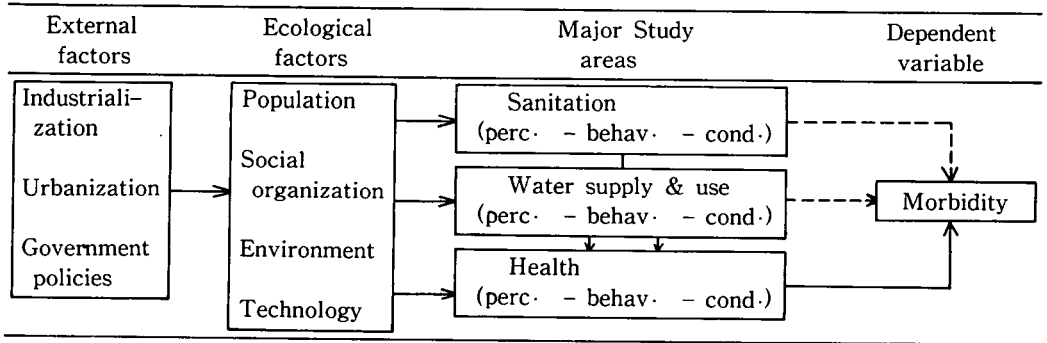 External factors
Ecological factors
Major Study areas
Dependent variable
Industriali-
zation
Urbanization
Government
policies
Population
Social
organization
Environment
Technology
Sanitation
(perc. - behav. - cond.)
Water supply & use
(perc. - behav. - cond.)
Health
(perc. - behav. - cond.)
Morbidity